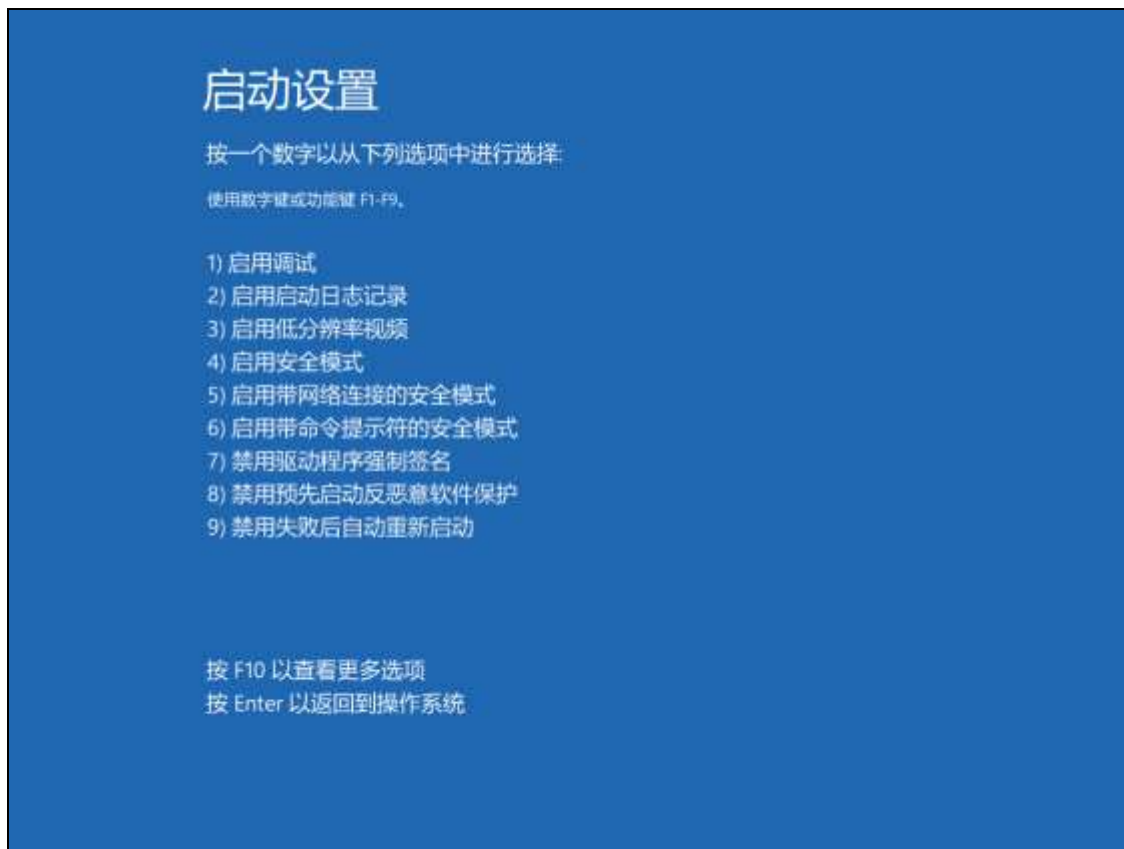 启动设置
按一个数字以从下列选项中进行选择:
使用数字键或功能键 F1-F9。
1) 启用调试
2) 启用启动日志记录
3) 启用低分辨率视频
4) 启用安全模式
5) 启用带网络连接的安全模式
6) 启用带命令提示符的安全模式
7) 禁用驱动程序强制签名
8) 禁用预先启动反恶意软件保护
9) 禁用失败后自动重新启动
按 F10 以查看更多选项
按 Enter 以返回到操作系统